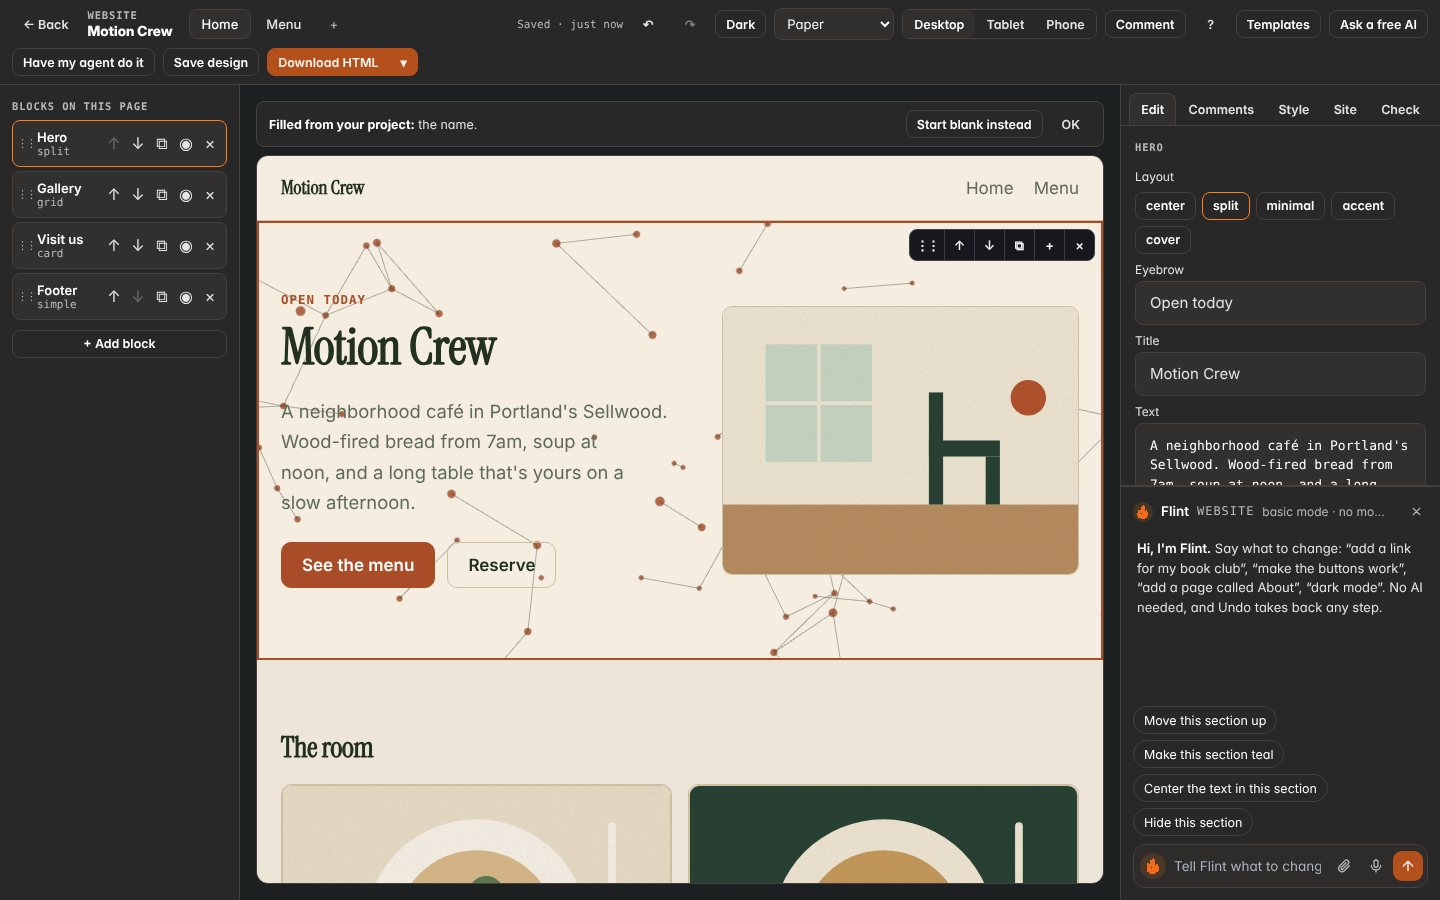 ← Back
WEBSITE
Motion Crew
Home
Menu
+
Saved · just now
Dark
Paper
Desktop
Tablet
Phone
Comment
?
Templates
Ask a free AI
Have my agent do it
Save design
Download HTML
BLOCKS ON THIS PAGE
Hero
split
Gallery
grid
Visit us
card
Footer
simple
+ Add block
Filled from your project: the name.
Start blank instead
OK
Motion Crew
Home
Menu
OPEN TODAY
Motion Crew
A neighborhood café in Portland's Sellwood.
Wood-fired bread from 7am, soup at
noon, and a long table that's yours on a
slow afternoon.
See the menu
Reserve
The room
Edit
Comments
Style
Site
Check
HERO
Layout
center
split
minimal
accent
cover
Eyebrow
Open today
Title
Motion Crew
Text
A neighborhood café in Portland's
Sellwood. Wood-fired bread from
7am, soup at noon, and a long
Flint WEBSITE basic mode · no mo...
Hi, I'm Flint. Say what to change: “add a link
for my book club”, “make the buttons work”,
“add a page called About”, “dark mode”. No AI
needed, and Undo takes back any step.
Move this section up
Make this section teal
Center the text in this section
Hide this section
Tell Flint what to chang